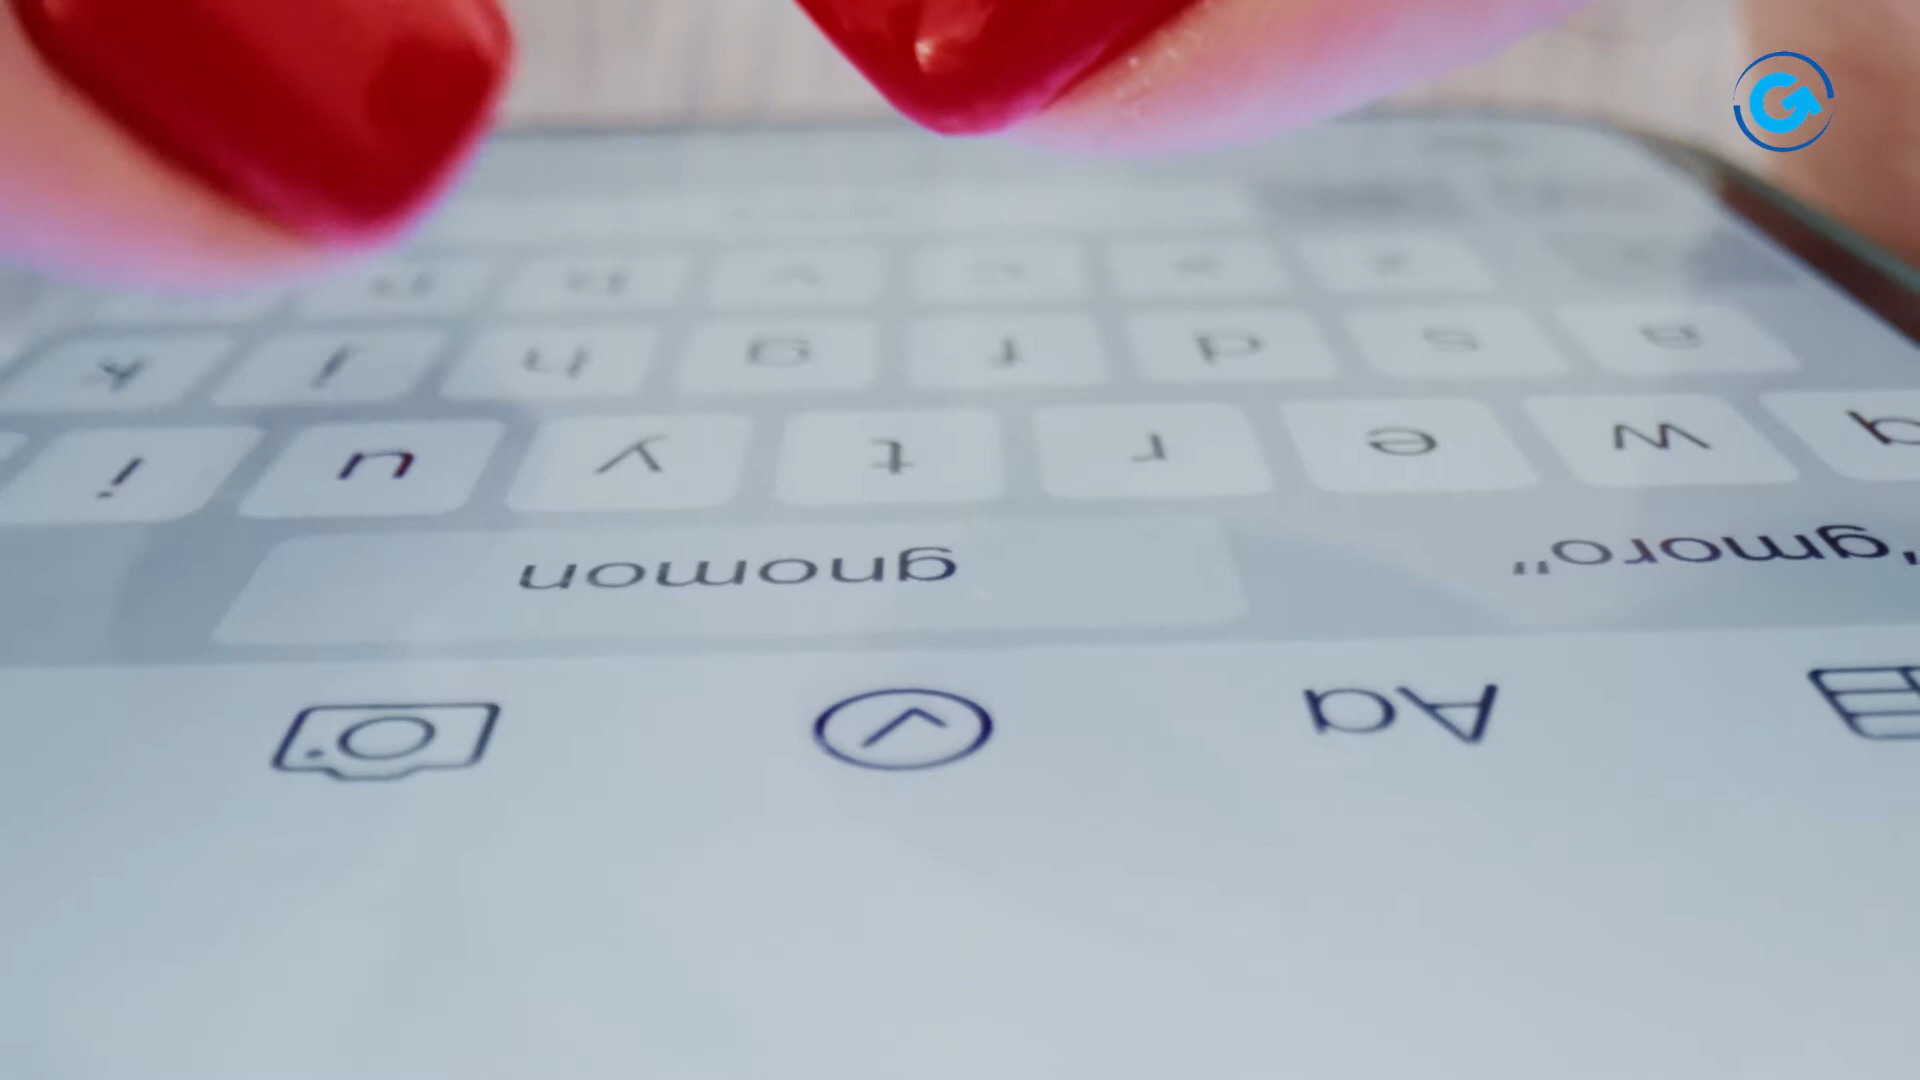 Aa
"gmoro" gnomon
q w e r t y u i
a s d f g h j k
z x c v b n
G